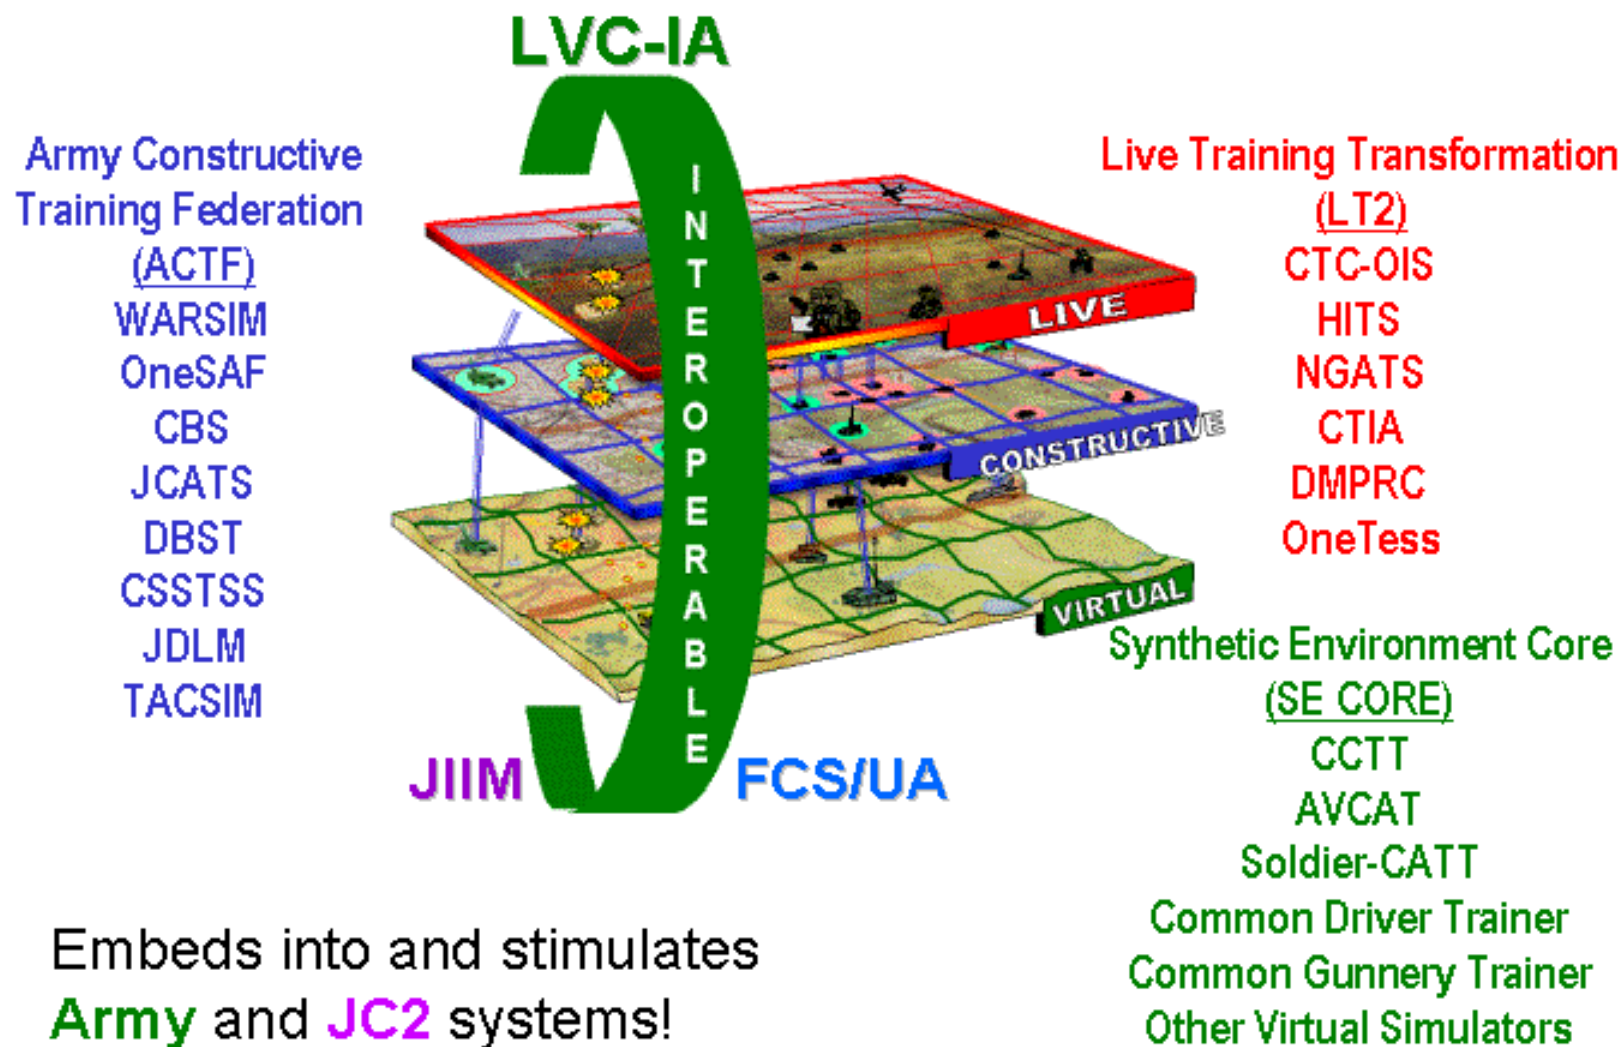 LVC-IA
Army Constructive
Training Federation
(ACTF)
WARSIM
OneSAF
CBS
JCATS
DBST
CSSTSS
JDLM
TACSIM
INTEROPERABLE
LIVE
CONSTRUCTIVE
VIRTUAL
Live Training Transformation
(LT2)
CTC-OIS
HITS
NGATS
CTIA
DMPRC
OneTess
Synthetic Environment Core
(SE CORE)
CCTT
AVCAT
Soldier-CATT
Common Driver Trainer
Common Gunnery Trainer
Other Virtual Simulators
JIIM
FCS/UA
Embeds into and stimulates
Army and JC2 systems!